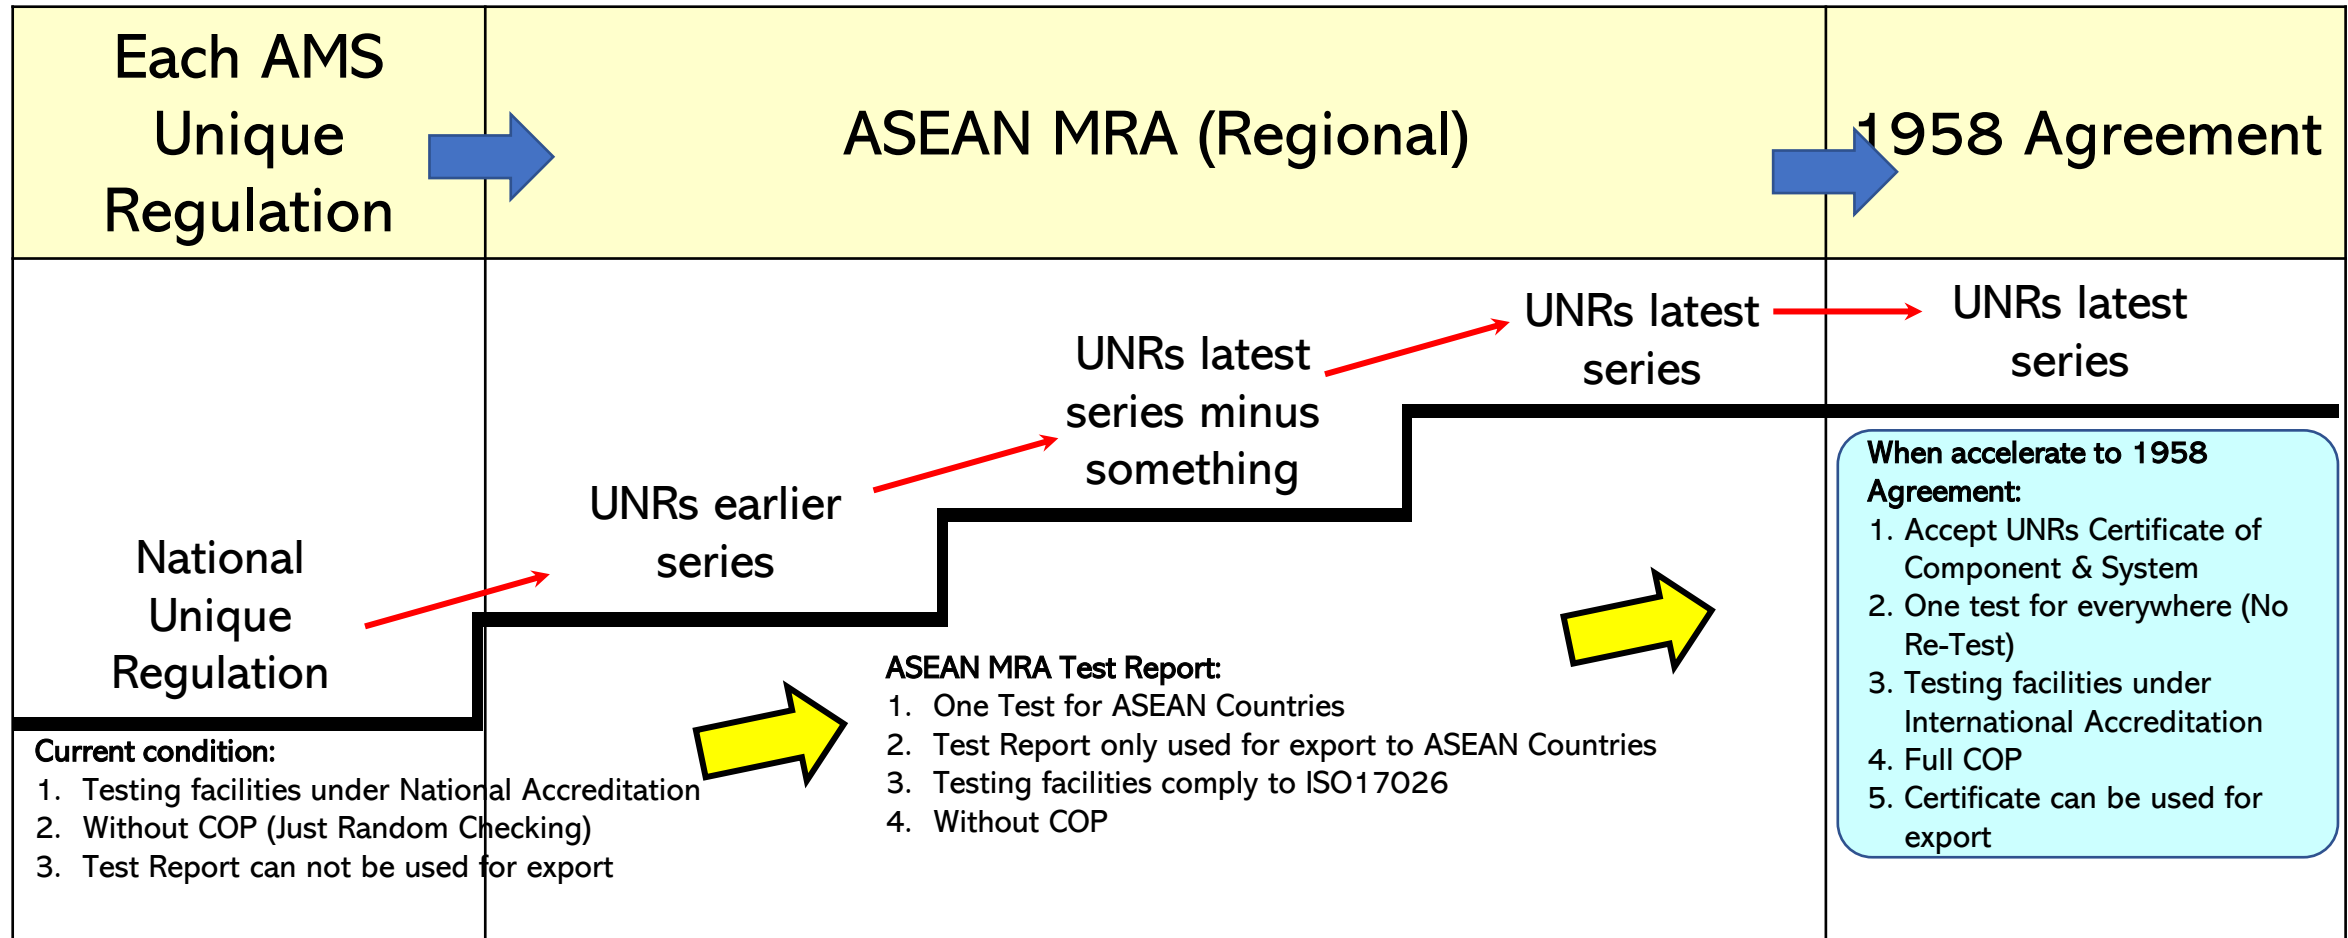 Each AMS
Unique
Regulation
ASEAN MRA (Regional)
1958 Agreement
National
Unique
Regulation
UNRs earlier
series
UNRs latest
series minus
something
UNRs latest
series
UNRs latest
series
Current condition:
1. Testing facilities under National Accreditation
2. Without COP (Just Random Checking)
3. Test Report can not be used for export
ASEAN MRA Test Report:
1. One Test for ASEAN Countries
2. Test Report only used for export to ASEAN Countries
3. Testing facilities comply to ISO17026
4. Without COP
When accelerate to 1958
Agreement:
1. Accept UNRs Certificate of
Component & System
2. One test for everywhere (No
Re-Test)
3. Testing facilities under
International Accreditation
4. Full COP
5. Certificate can be used for
export